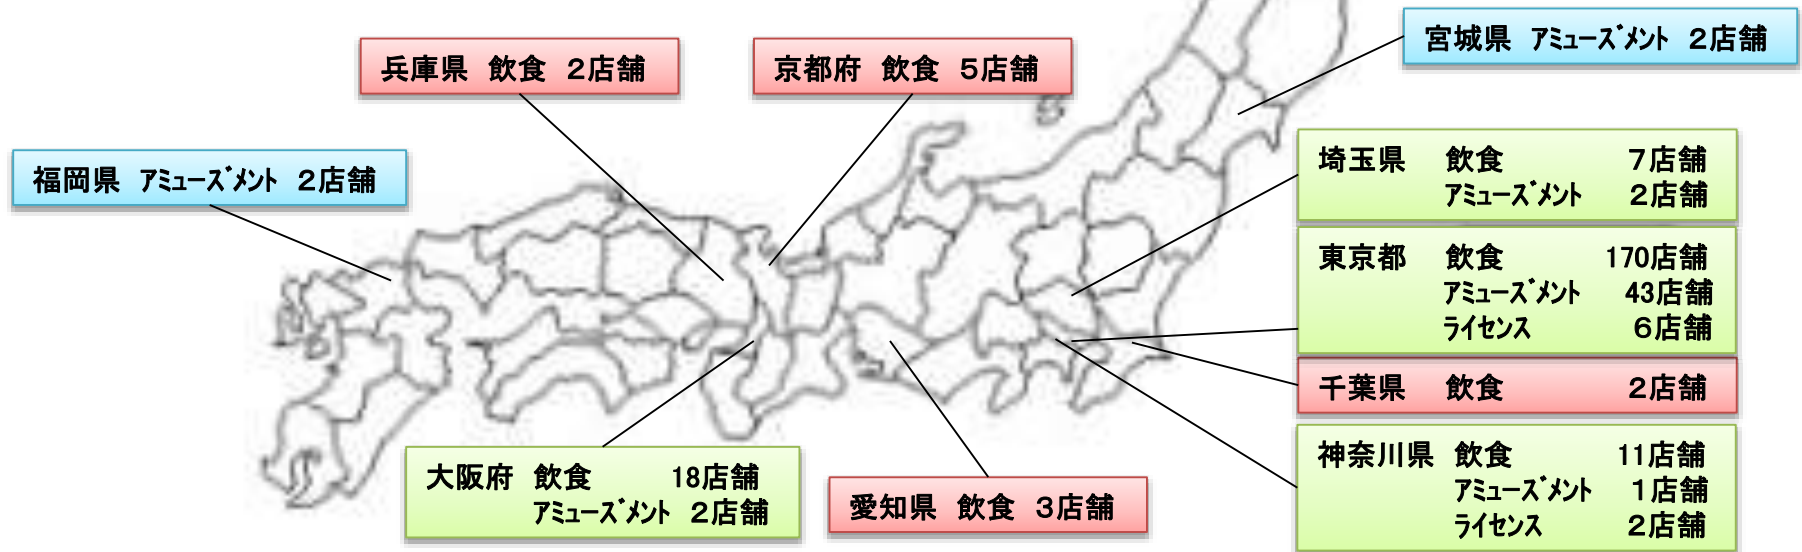 兵庫県 飲食 2店舗
京都府 飲食 5店舗
宮城県 ｱﾐｭｰｽﾞﾒﾝﾄ 2店舗
福岡県 ｱﾐｭｰｽﾞﾒﾝﾄ 2店舗
埼玉県 飲食 7店舗
ｱﾐｭｰｽﾞﾒﾝﾄ 2店舗
東京都 飲食 170店舗
ｱﾐｭｰｽﾞﾒﾝﾄ 43店舗
ﾗｲｾﾝｽ 6店舗
千葉県 飲食 2店舗
神奈川県 飲食 11店舗
ｱﾐｭｰｽﾞﾒﾝﾄ 1店舗
ﾗｲｾﾝｽ 2店舗
大阪府 飲食 18店舗
ｱﾐｭｰｽﾞﾒﾝﾄ 2店舗
愛知県 飲食 3店舗